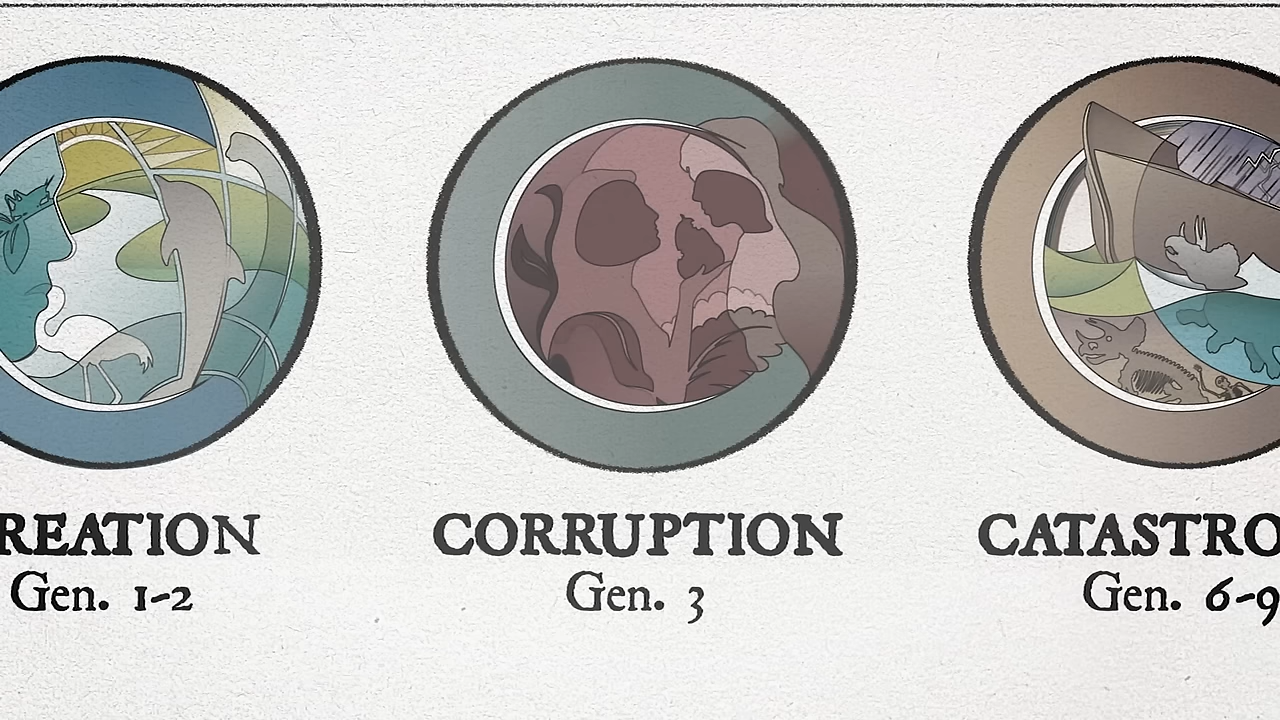 REATION
Gen. 1-2
CORRUPTION
Gen. 3
CATASTRO
Gen. 6-9